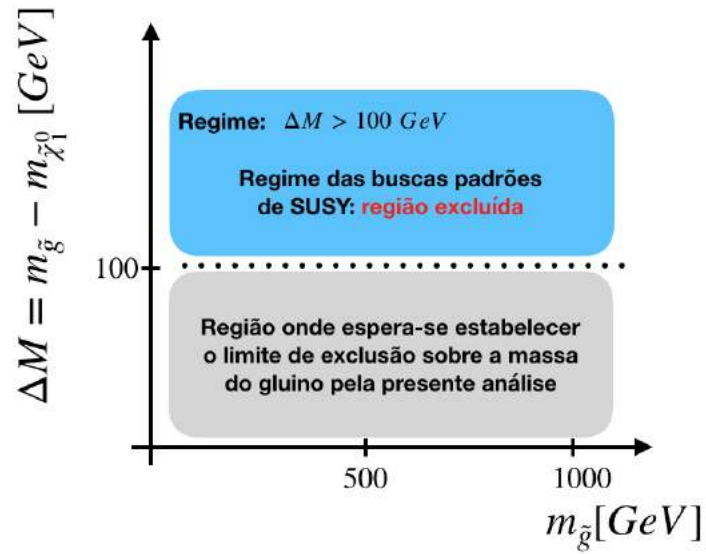 ΔM = m_g̃ − m_χ̃₁⁰ [GeV]
Regime: ΔM > 100 GeV
Regime das buscas padrões
de SUSY: região excluída
100
Região onde espera-se estabelecer
o limite de exclusão sobre a massa
do gluino pela presente análise
500
1000
m_g̃[GeV]